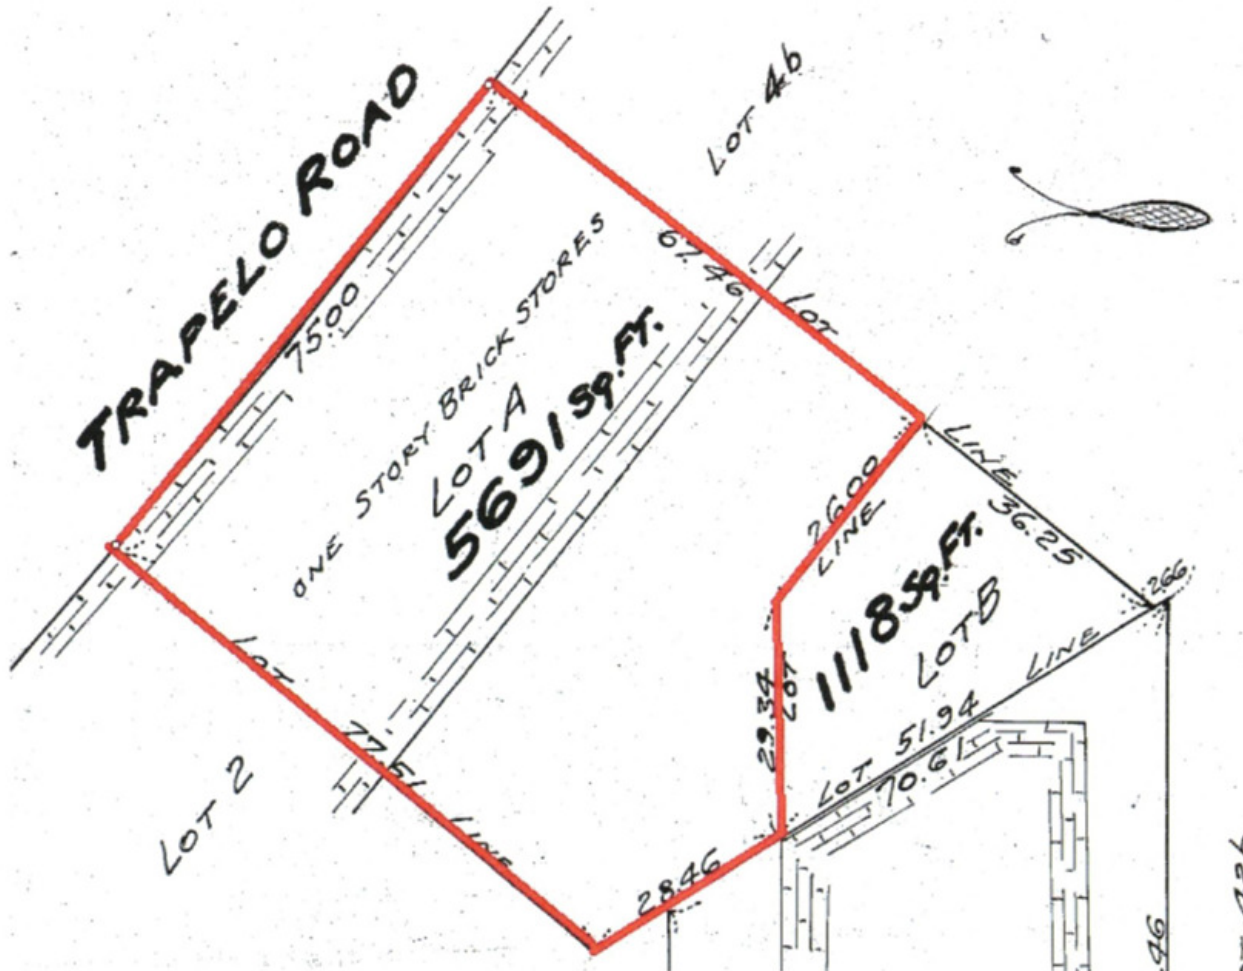 TRAPELO ROAD
LOT 4b
75.00
67.46
LOT
LINE
36.25
ONE STORY BRICK STORES
LOT A
5691 Sq. FT.
26.00
LINE
266
1118 Sq. FT.
LOT B
29.34
LOT
LOT
51.94
LINE
70.61
LOT
77.51
LINE
LOT 2
28.46
46